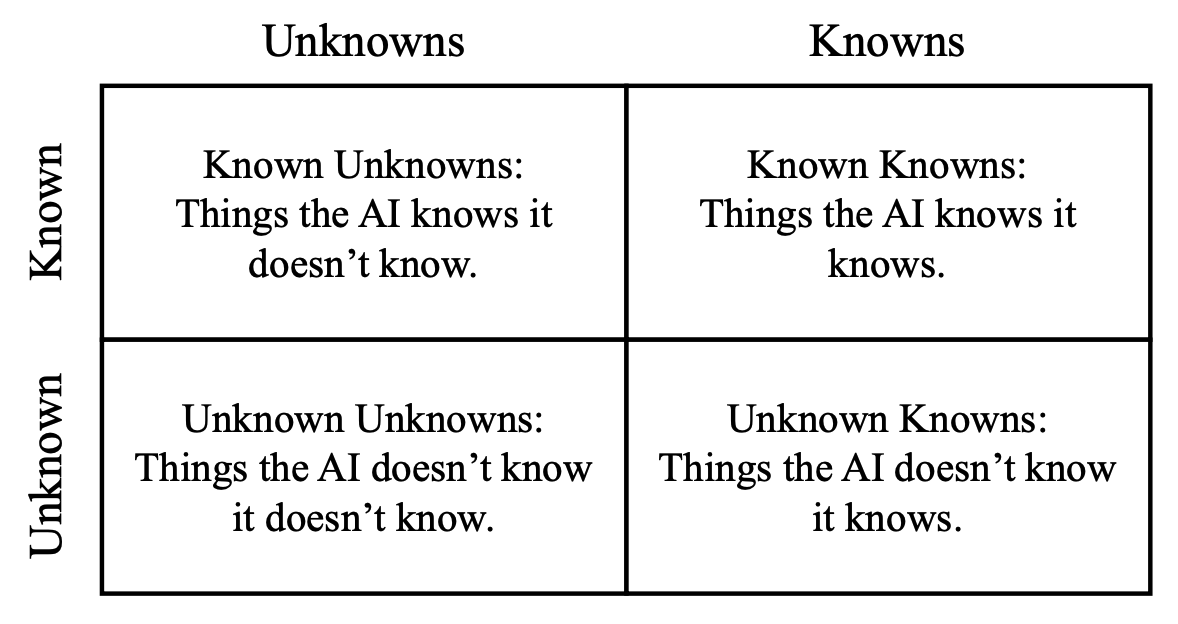 Unknowns
Knowns
Known
Known Unknowns:
Things the AI knows it
doesn’t know.
Known Knowns:
Things the AI knows it
knows.
Unknown
Unknown Unknowns:
Things the AI doesn’t know
it doesn’t know.
Unknown Knowns:
Things the AI doesn’t know
it knows.